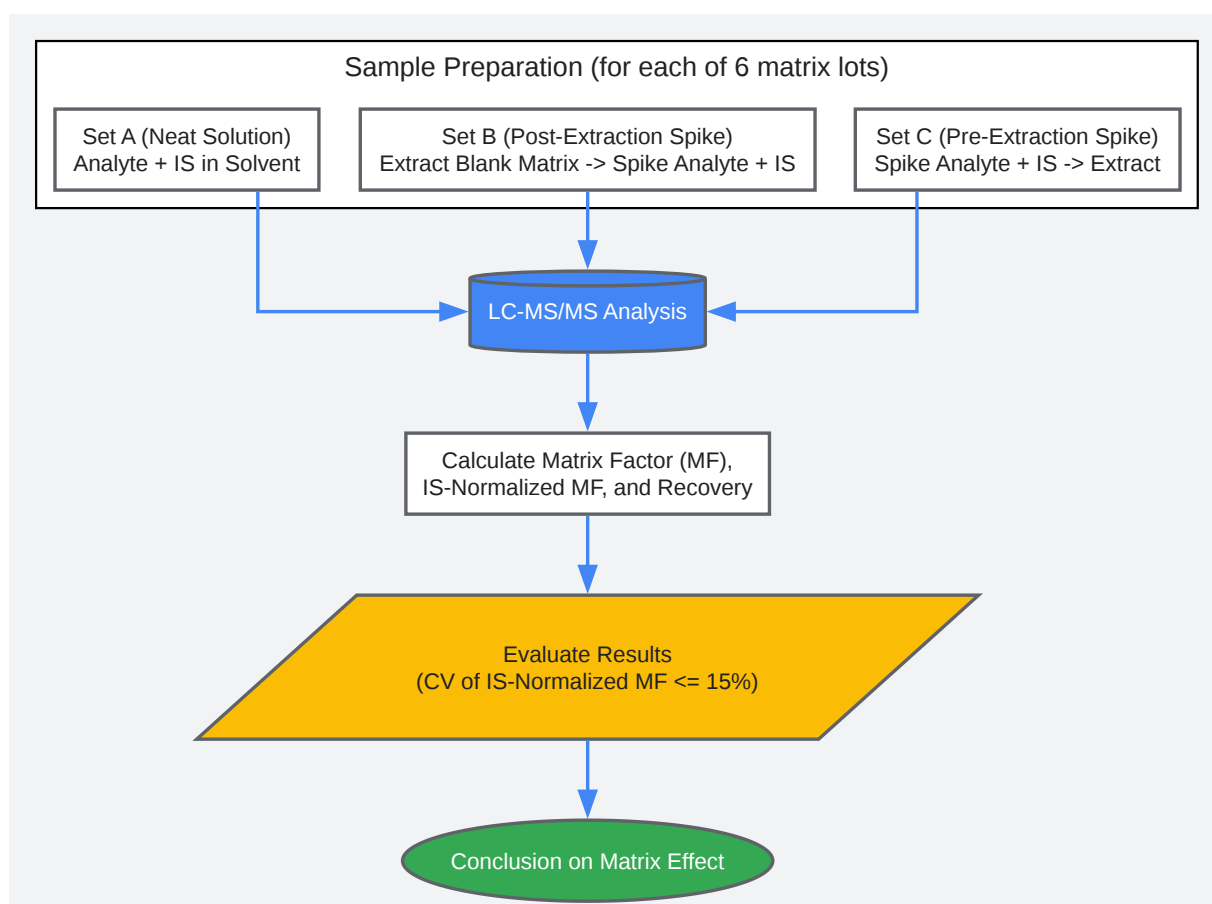 Sample Preparation (for each of 6 matrix lots)
Set A (Neat Solution)
Analyte + IS in Solvent
Set B (Post-Extraction Spike)
Extract Blank Matrix -> Spike Analyte + IS
Set C (Pre-Extraction Spike)
Spike Analyte + IS -> Extract
LC-MS/MS Analysis
Calculate Matrix Factor (MF),
IS-Normalized MF, and Recovery
Evaluate Results
(CV of IS-Normalized MF <= 15%)
Conclusion on Matrix Effect